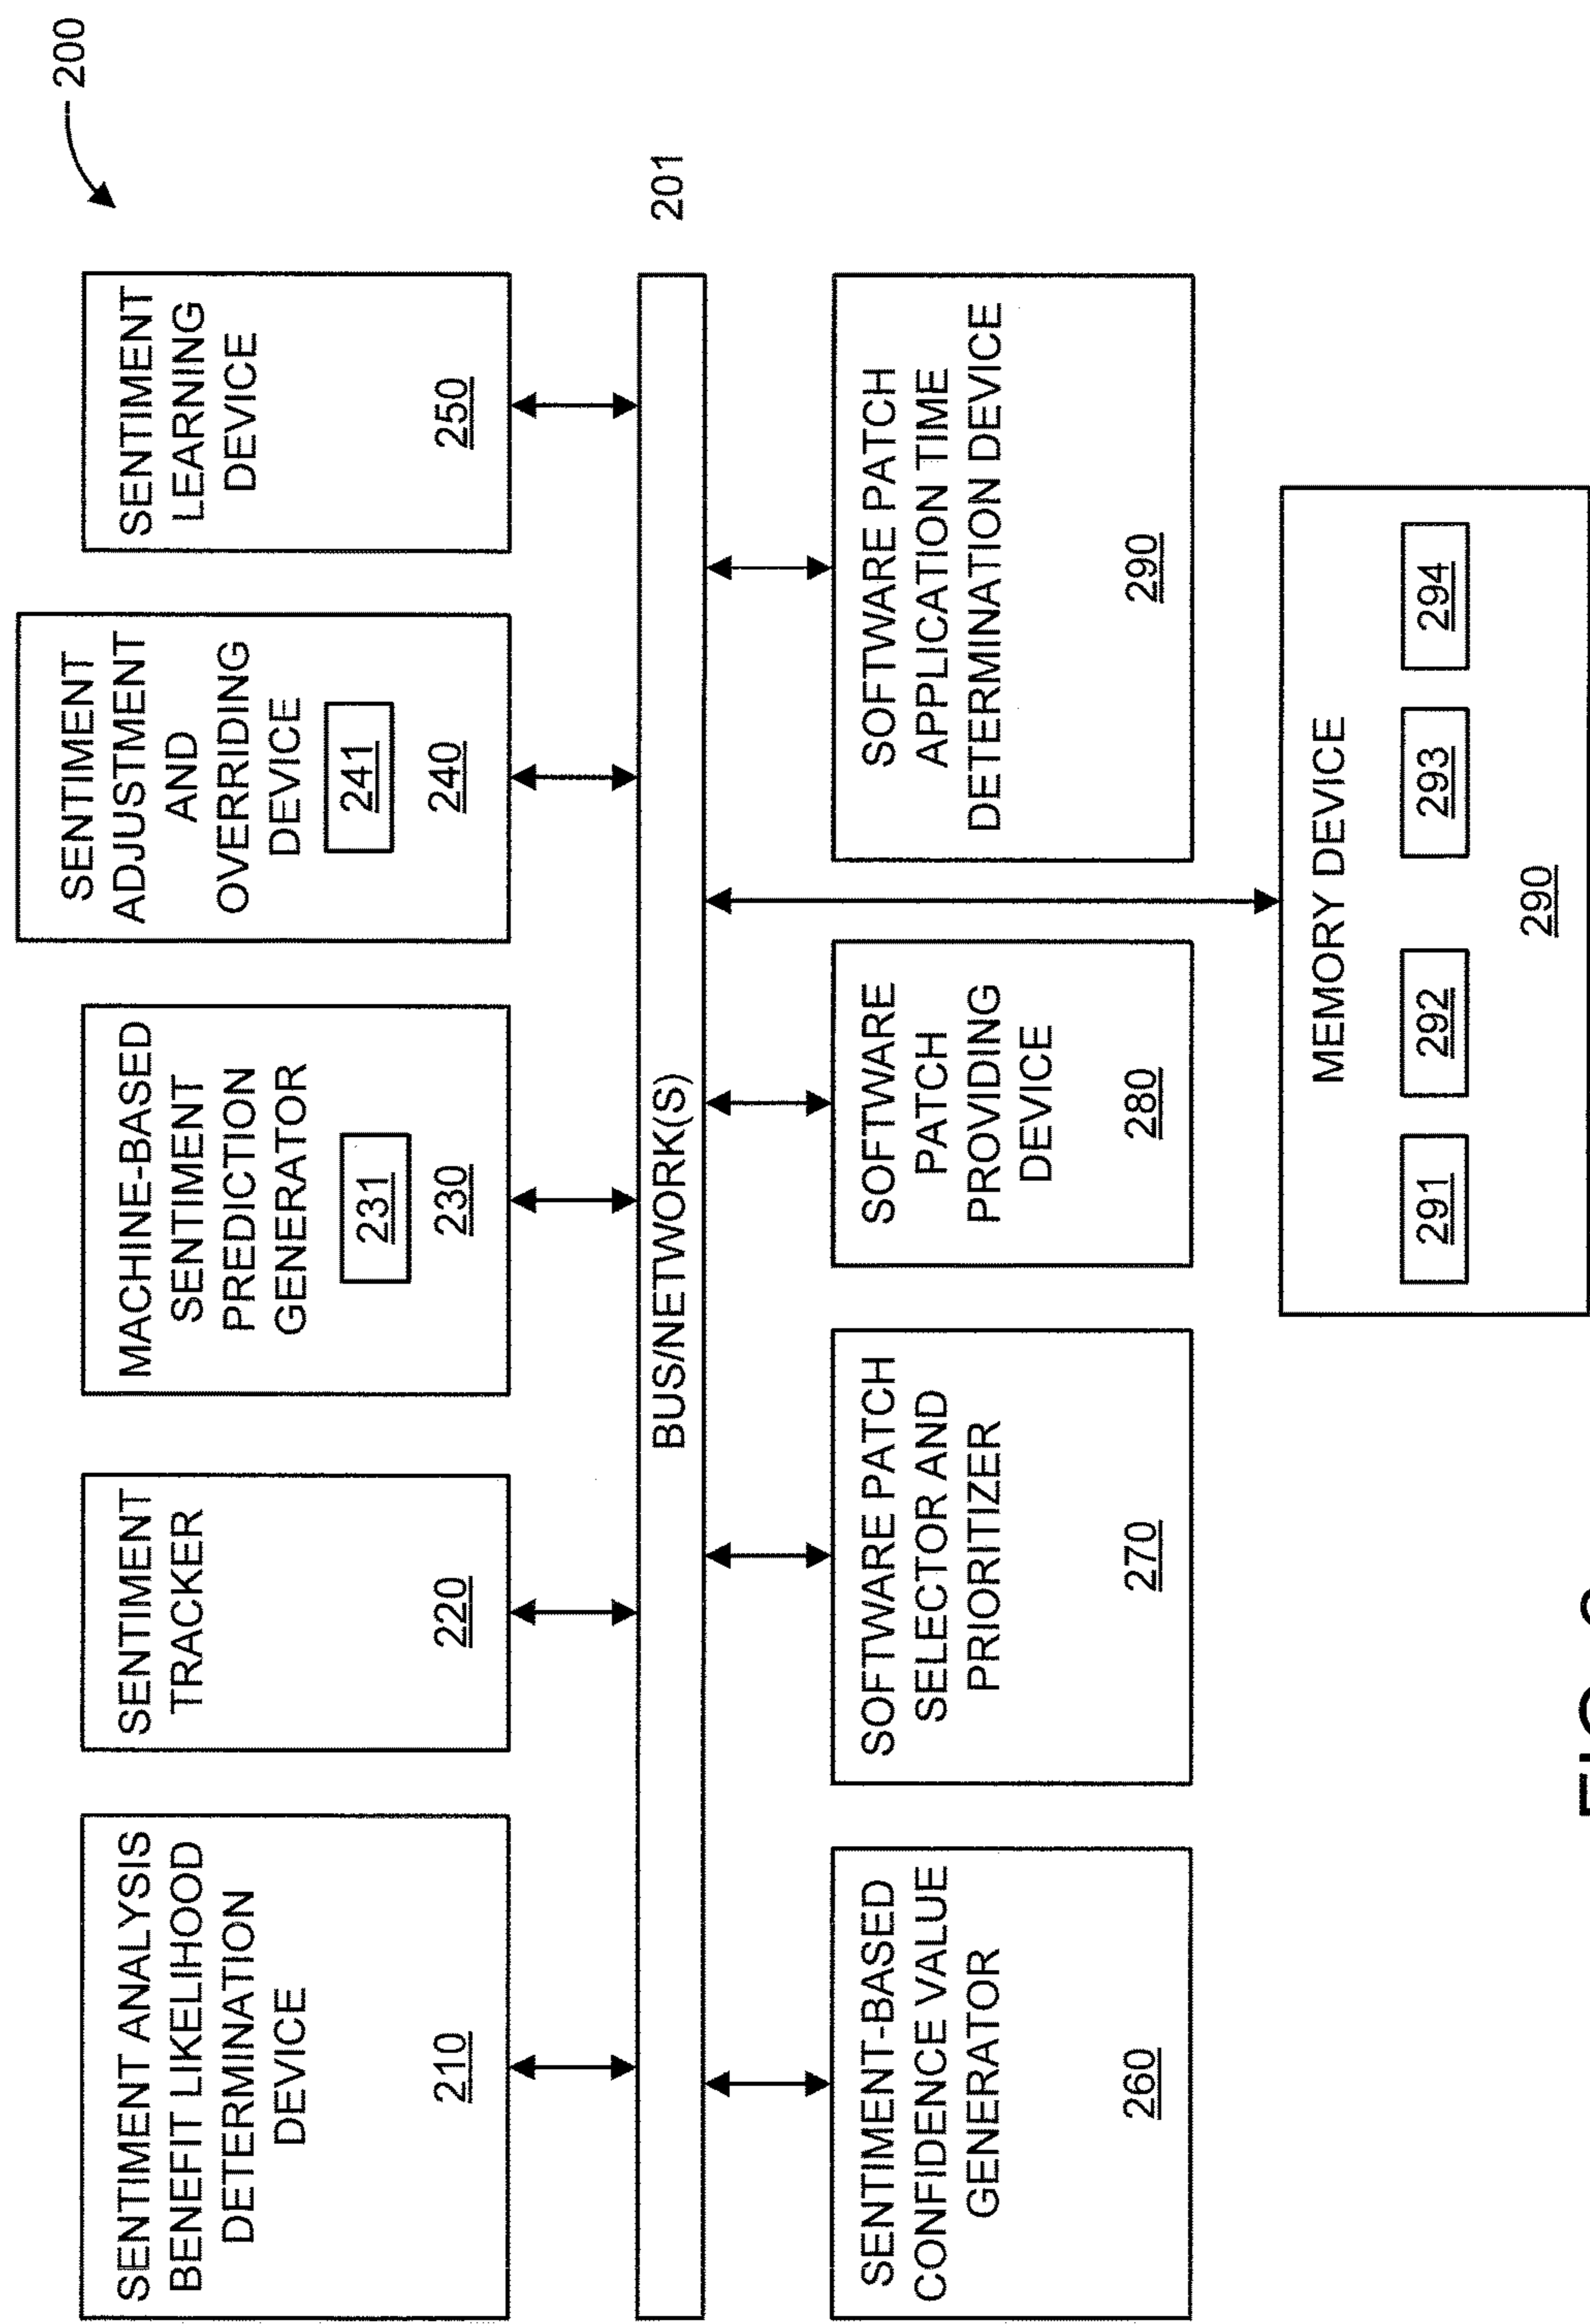 200
SENTIMENT ANALYSIS
BENEFIT LIKELIHOOD
DETERMINATION
DEVICE
210
SENTIMENT
TRACKER
220
MACHINE-BASED
SENTIMENT
PREDICTION
GENERATOR
231
230
SENTIMENT
ADJUSTMENT
AND
OVERRIDING
DEVICE
241
240
SENTIMENT
LEARNING
DEVICE
250
BUS/NETWORK(S)
201
SENTIMENT-BASED
CONFIDENCE VALUE
GENERATOR
260
SOFTWARE PATCH
SELECTOR AND
PRIORITIZER
270
SOFTWARE
PATCH
PROVIDING
DEVICE
280
SOFTWARE PATCH
APPLICATION TIME
DETERMINATION DEVICE
290
MEMORY DEVICE
291
292
293
294
290
FIG.